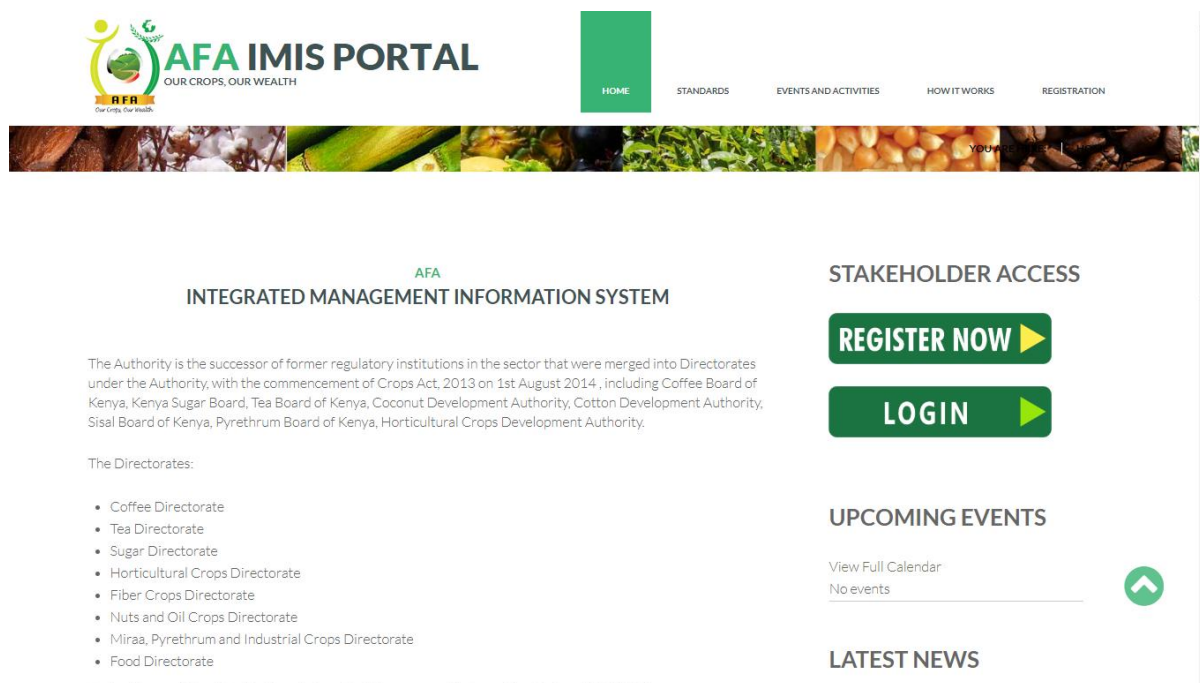 AFA IMIS PORTAL
OUR CROPS, OUR WEALTH
AFA
Our Crops, Our Wealth
HOME
STANDARDS
EVENTS AND ACTIVITIES
HOW IT WORKS
REGISTRATION
YOU ARE
AFA
INTEGRATED MANAGEMENT INFORMATION SYSTEM
The Authority is the successor of former regulatory institutions in the sector that were merged into Directorates
under the Authority, with the commencement of Crops Act, 2013 on 1st August 2014 , including Coffee Board of
Kenya, Kenya Sugar Board, Tea Board of Kenya, Coconut Development Authority, Cotton Development Authority,
Sisal Board of Kenya, Pyrethrum Board of Kenya, Horticultural Crops Development Authority.
The Directorates:
• Coffee Directorate
• Tea Directorate
• Sugar Directorate
• Horticultural Crops Directorate
• Fiber Crops Directorate
• Nuts and Oil Crops Directorate
• Miraa, Pyrethrum and Industrial Crops Directorate
• Food Directorate
STAKEHOLDER ACCESS
REGISTER NOW
LOGIN
UPCOMING EVENTS
View Full Calendar
No events
LATEST NEWS